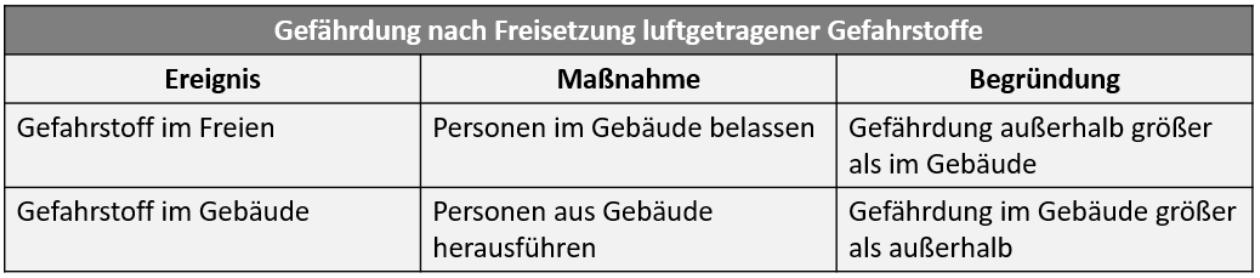 Gefährdung nach Freisetzung luftgetragener Gefahrstoffe
Ereignis
Maßnahme
Begründung
Gefahrstoff im Freien
Personen im Gebäude belassen
Gefährdung außerhalb größer
als im Gebäude
Gefahrstoff im Gebäude
Personen aus Gebäude
herausführen
Gefährdung im Gebäude größer
als außerhalb